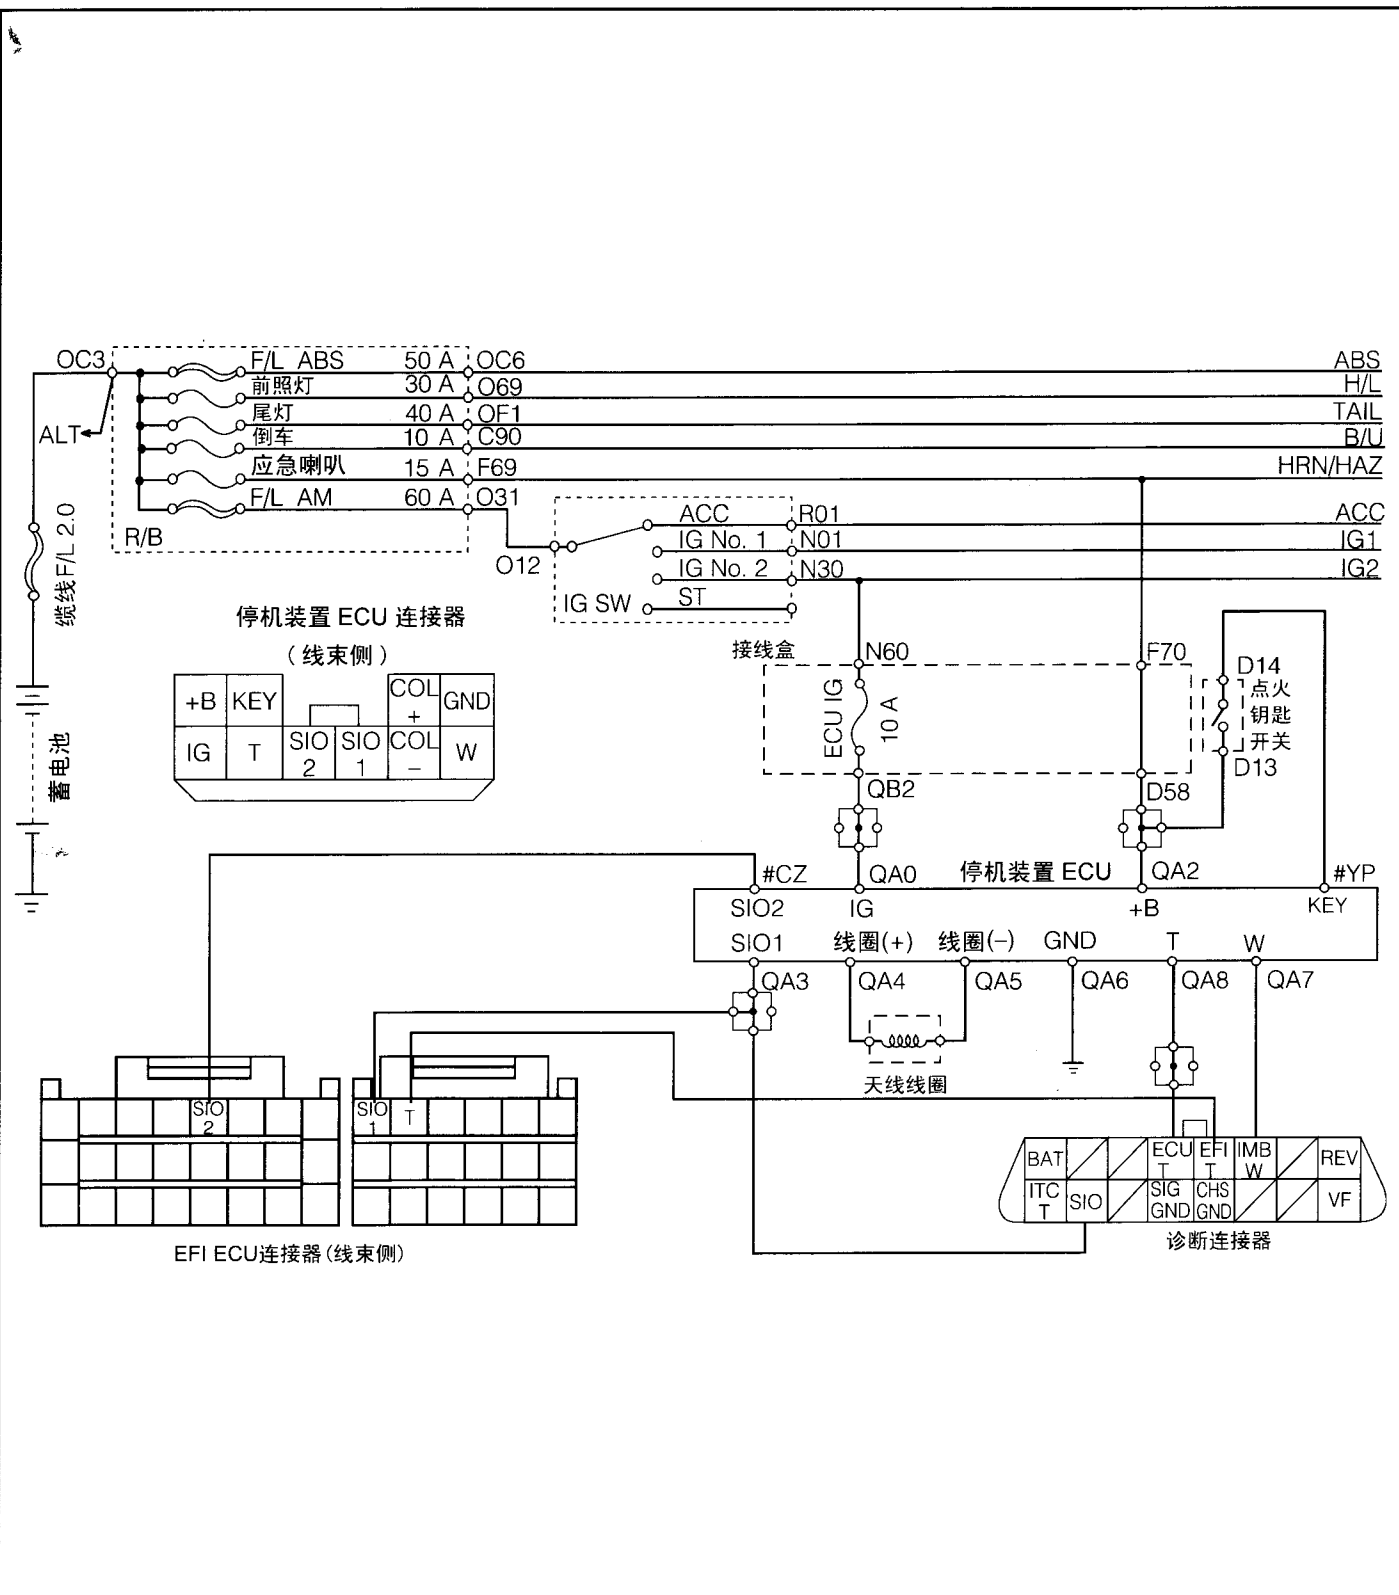 OC3 F/L ABS 50 A OC6 ABS
前照灯 30 A O69 H/L
尾灯 40 A OF1 TAIL
ALT 倒车 10 A C90 B/U
应急喇叭 15 A F69 HRN/HAZ
F/L AM 60 A O31
R/B
ACC R01 ACC
IG No. 1 N01 IG1
O12 IG No. 2 N30 IG2
IG SW ST
缆线F/L 2.0
停机装置 ECU 连接器
(线束侧)
+B KEY COL + GND
IG T SIO 2 SIO 1 COL − W
蓄电池
接线盒 N60 F70
ECU IG 10 A
D14
点火
钥匙
开关
D13
QB2 D58
#CZ QA0 停机装置 ECU QA2 #YP
SIO2 IG +B KEY
SIO1 线圈(+) 线圈(-) GND T W
QA3 QA4 QA5 QA6 QA8 QA7
天线线圈
SIO 2
SIO 1 T
EFI ECU连接器(线束侧)
BAT ECU T EFI T IMB W REV
ITC T SIO SIG GND CHS GND VF
诊断连接器